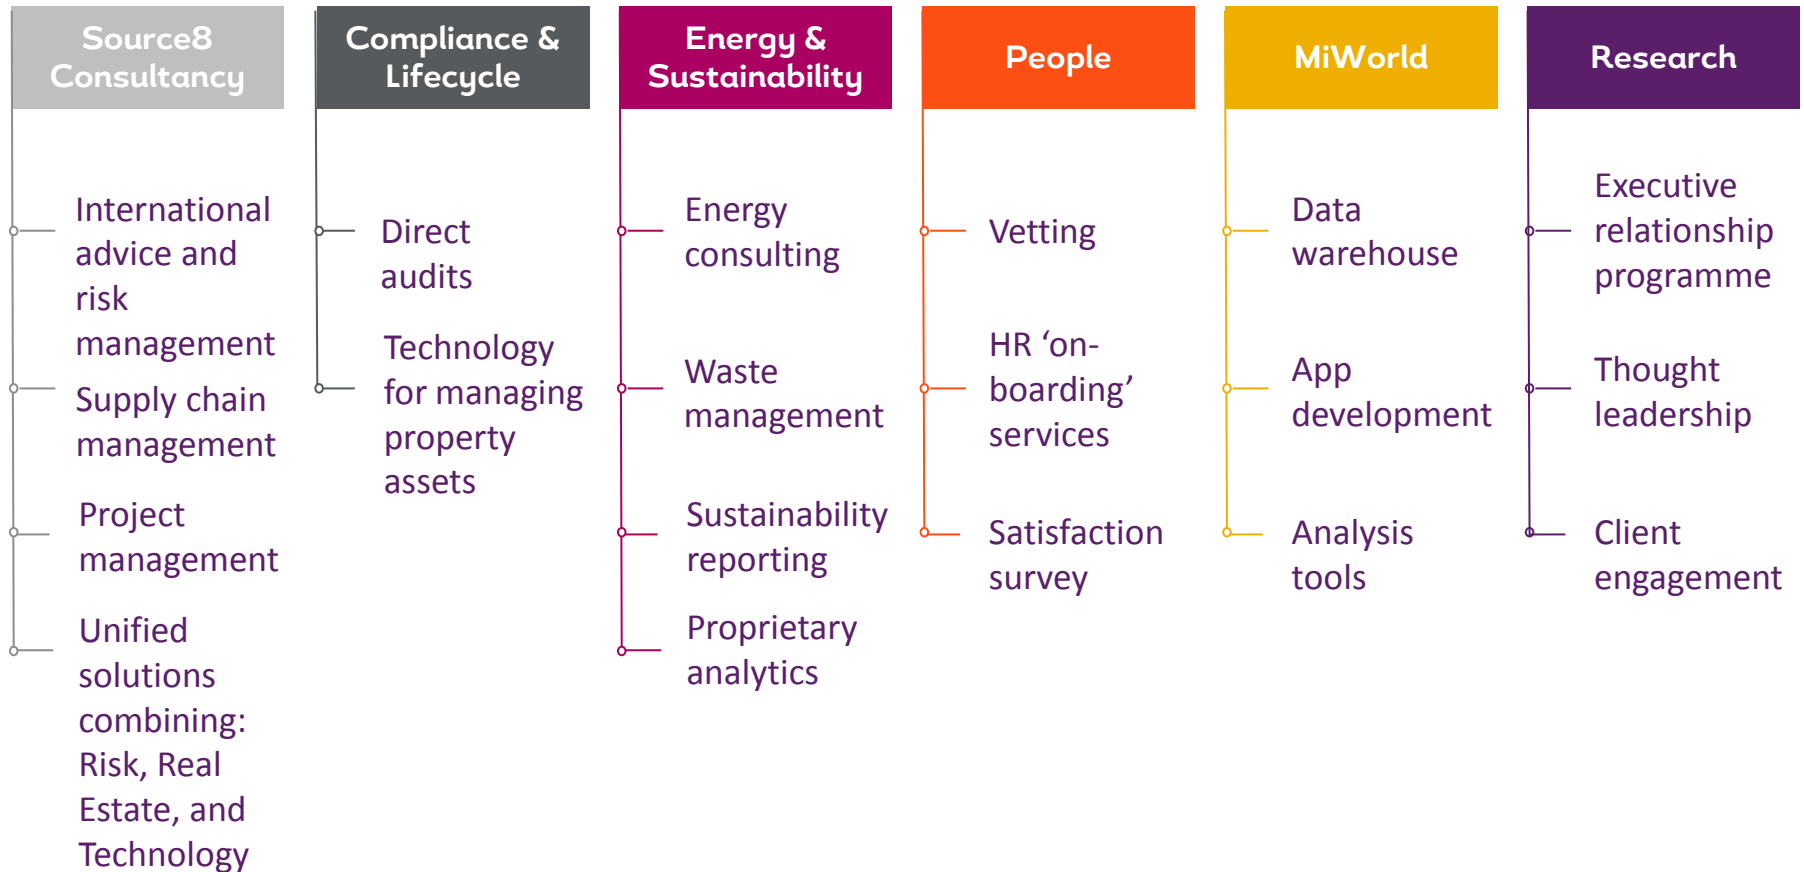 Source8
Consultancy
International
advice and
risk
management
Supply chain
management
Project
management
Unified
solutions
combining:
Risk, Real
Estate, and
Technology
Compliance &
Lifecycle
Direct
audits
Technology
for managing
property
assets
Energy &
Sustainability
Energy
consulting
Waste
management
Sustainability
reporting
Proprietary
analytics
People
Vetting
HR ‘on-
boarding’
services
Satisfaction
survey
MiWorld
Data
warehouse
App
development
Analysis
tools
Research
Executive
relationship
programme
Thought
leadership
Client
engagement